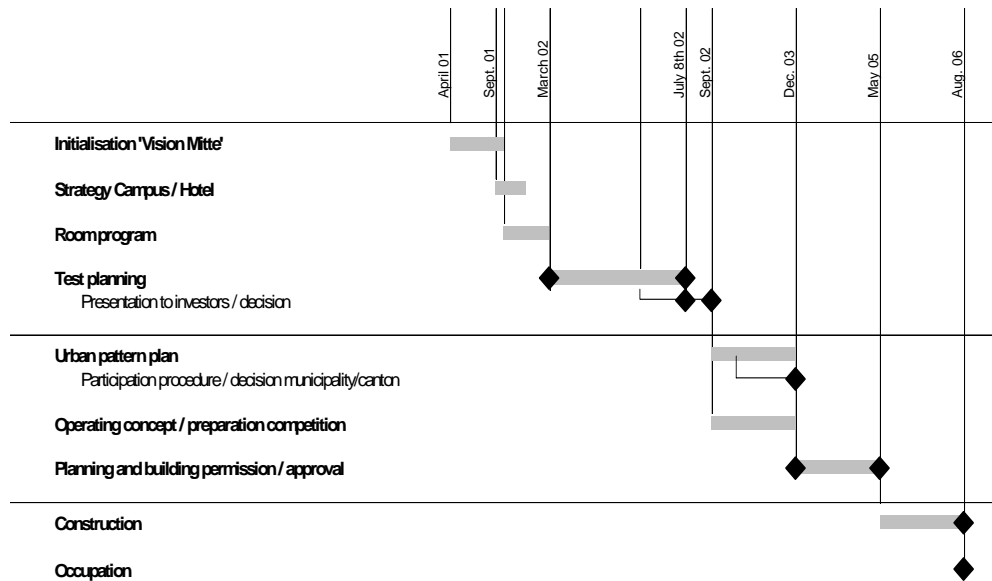 April 01
Sept. 01
March 02
July 8th 02
Sept. 02
Dec. 03
May 05
Aug. 06
Initialisation 'Vision Mitte'
Strategy Campus / Hotel
Room program
Test planning
Presentation to investors / decision
Urban pattern plan
Participation procedure / decision municipality/canton
Operating concept / preparation competition
Planning and building permission / approval
Construction
Occupation